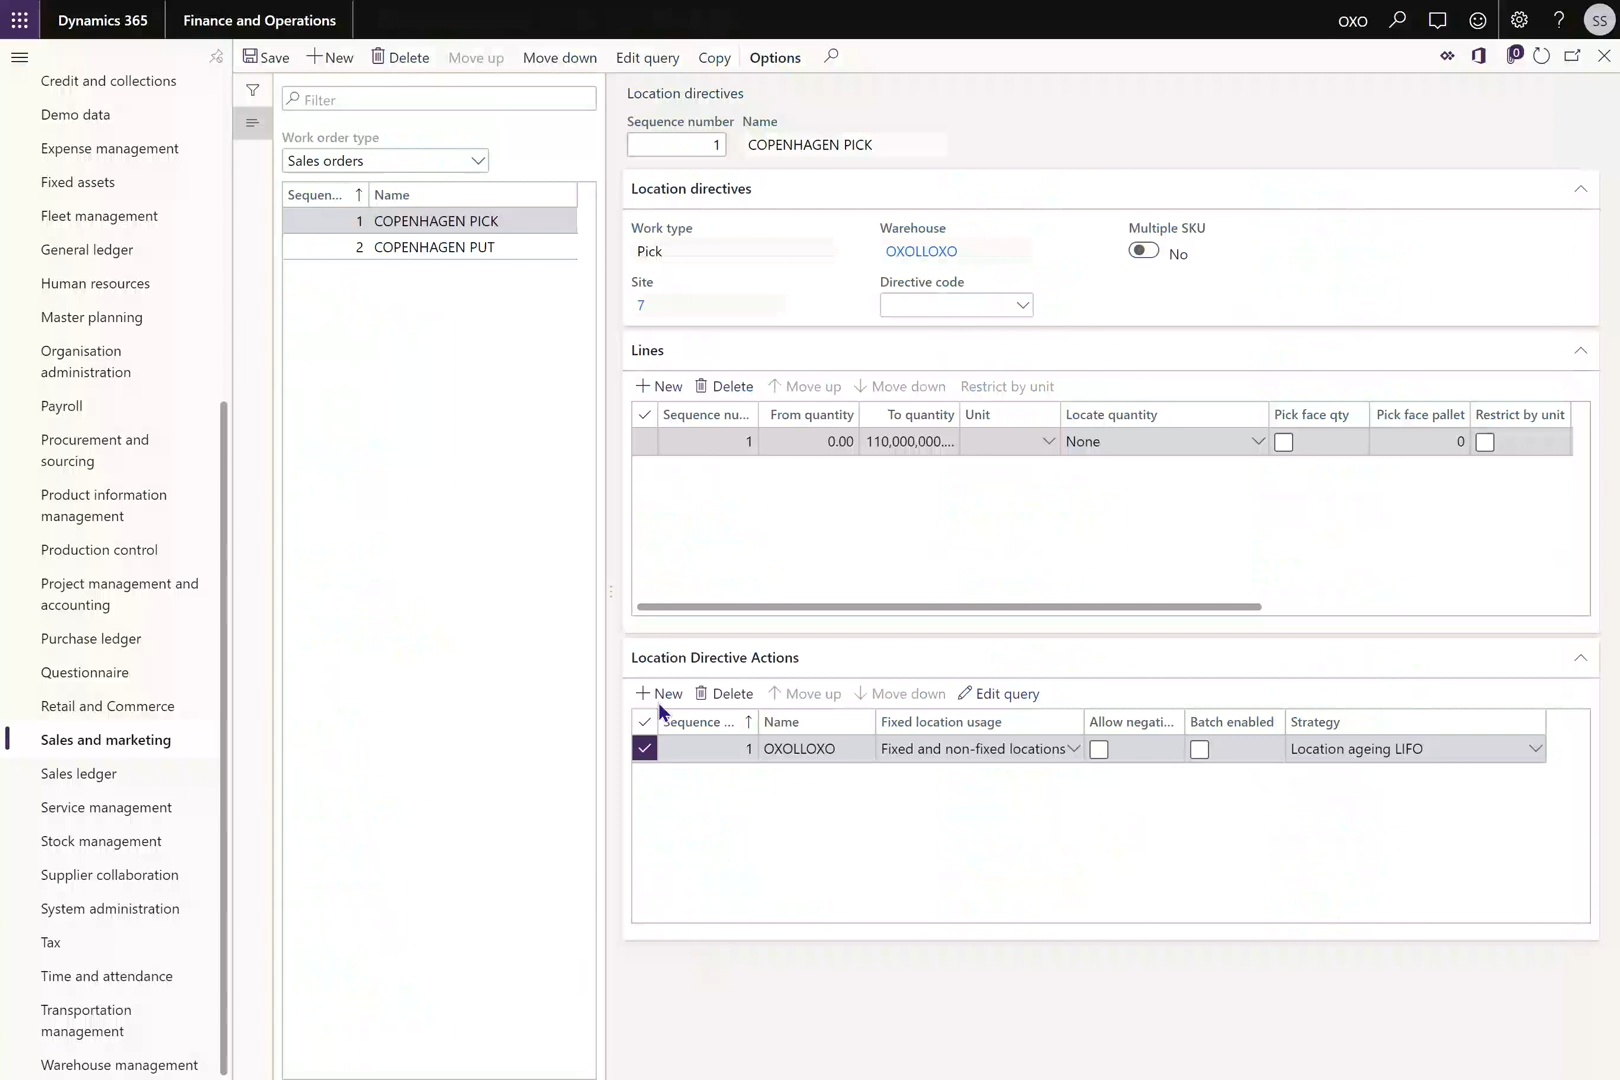 Dynamics 365
Finance and Operations
OXO
SS
Save
New
Delete
Move up
Move down
Edit query
Copy
Options
0
Credit and collections
Demo data
Expense management
Fixed assets
Fleet management
General ledger
Human resources
Master planning
Organisation
administration
Payroll
Procurement and
sourcing
Product information
management
Production control
Project management and
accounting
Purchase ledger
Questionnaire
Retail and Commerce
Sales and marketing
Sales ledger
Service management
Stock management
Supplier collaboration
System administration
Tax
Time and attendance
Transportation
management
Warehouse management
Filter
Work order type
Sales orders
Sequen... Name
1 COPENHAGEN PICK
2 COPENHAGEN PUT
Location directives
Sequence number Name
1 COPENHAGEN PICK
Location directives
Work type Warehouse Multiple SKU
Pick OXOLLOXO No
Site Directive code
7
Lines
New Delete Move up Move down Restrict by unit
Sequence nu... From quantity To quantity Unit Locate quantity Pick face qty Pick face pallet Restrict by unit
1 0.00 110,000,000.... None 0
Location Directive Actions
New Delete Move up Move down Edit query
Sequence ... Name Fixed location usage Allow negati... Batch enabled Strategy
1 OXOLLOXO Fixed and non-fixed locations Location ageing LIFO